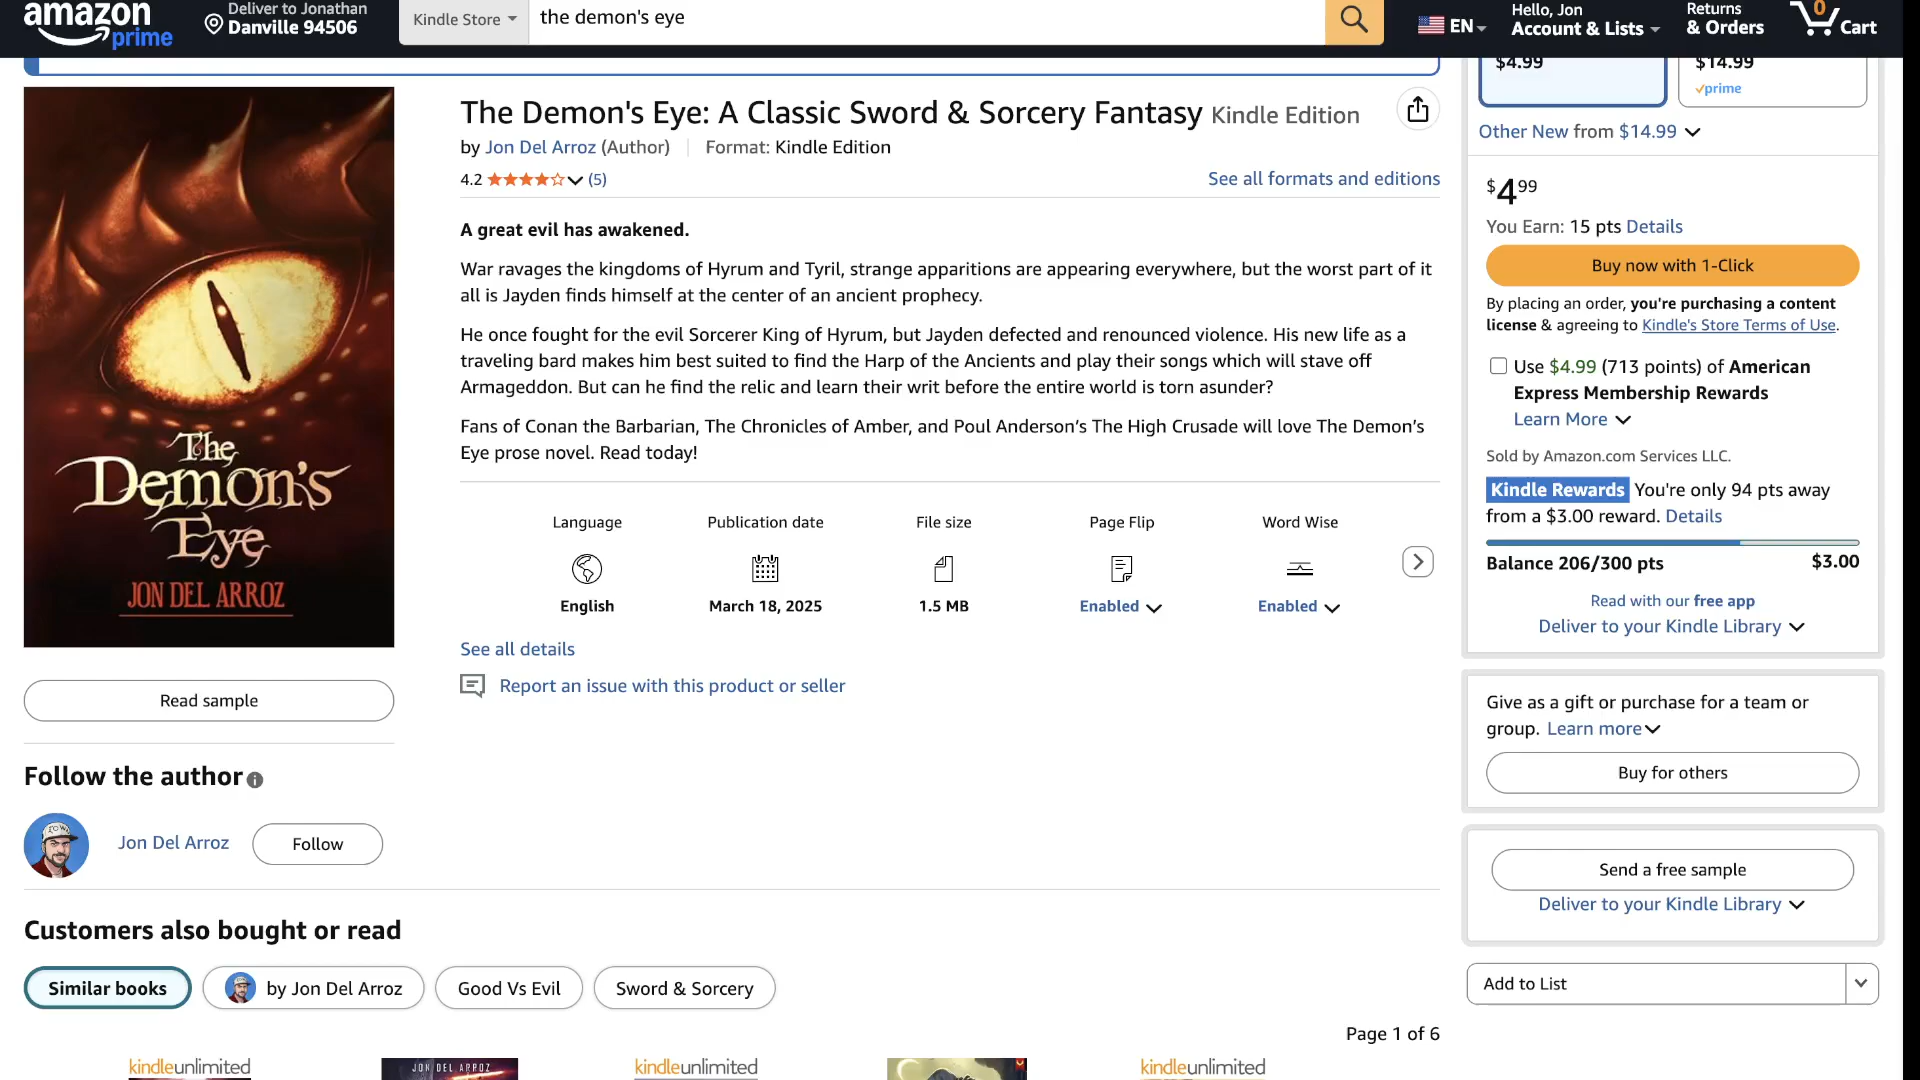 amazon
prime
Deliver to Jonathan
Danville 94506
Kindle Store
the demon's eye
EN
Hello, Jon
Account & Lists
Returns
& Orders
0
Cart
$4.99
$14.99
prime
Other New from $14.99
The Demon's Eye: A Classic Sword & Sorcery Fantasy Kindle Edition
by Jon Del Arroz (Author)
Format: Kindle Edition
4.2
(5)
See all formats and editions
A great evil has awakened.
War ravages the kingdoms of Hyrum and Tyril, strange apparitions are appearing everywhere, but the worst part of it
all is Jayden finds himself at the center of an ancient prophecy.
He once fought for the evil Sorcerer King of Hyrum, but Jayden defected and renounced violence. His new life as a
traveling bard makes him best suited to find the Harp of the Ancients and play their songs which will stave off
Armageddon. But can he find the relic and learn their writ before the entire world is torn asunder?
Fans of Conan the Barbarian, The Chronicles of Amber, and Poul Anderson’s The High Crusade will love The Demon’s
Eye prose novel. Read today!
Language
English
Publication date
March 18, 2025
File size
1.5 MB
Page Flip
Enabled
Word Wise
Enabled
See all details
Report an issue with this product or seller
The
Demon's
Eye
JON DEL ARROZ
Read sample
Follow the author
Jon Del Arroz
Follow
$4.99
You Earn: 15 pts Details
Buy now with 1-Click
By placing an order, you're purchasing a content
license & agreeing to Kindle's Store Terms of Use.
Use $4.99 (713 points) of American
Express Membership Rewards
Learn More
Sold by Amazon.com Services LLC.
Kindle Rewards You're only 94 pts away
from a $3.00 reward. Details
Balance 206/300 pts
$3.00
Read with our free app
Deliver to your Kindle Library
Give as a gift or purchase for a team or
group. Learn more
Buy for others
Send a free sample
Deliver to your Kindle Library
Add to List
Customers also bought or read
Similar books
by Jon Del Arroz
Good Vs Evil
Sword & Sorcery
Page 1 of 6
kindleunlimited
JON DEL ARROZ
kindleunlimited
kindleunlimited